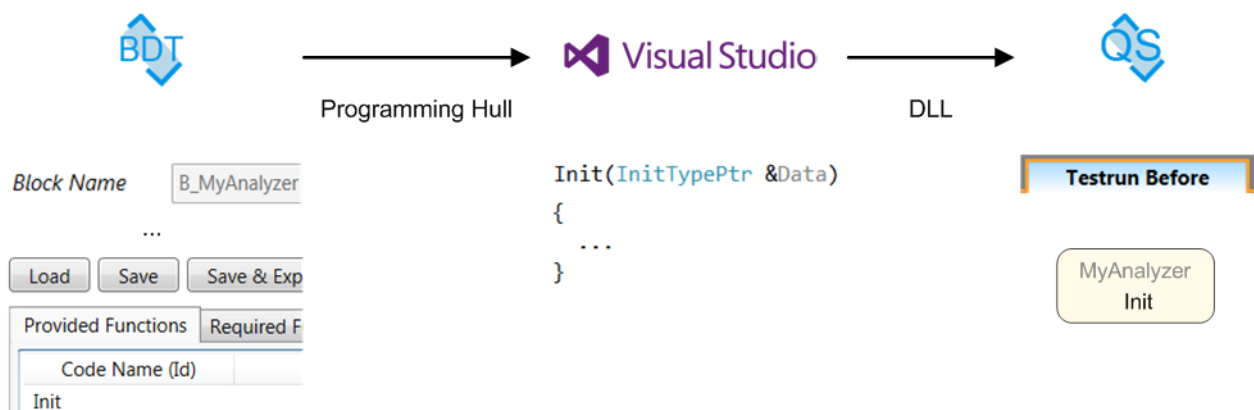 BDT
Visual Studio
QS
Programming Hull
DLL
Block Name B_MyAnalyzer
...
Load Save Save & Exp
Provided Functions Required F
Code Name (Id)
Init
Init(InitTypePtr &Data)
{
...
}
Testrun Before
MyAnalyzer
Init